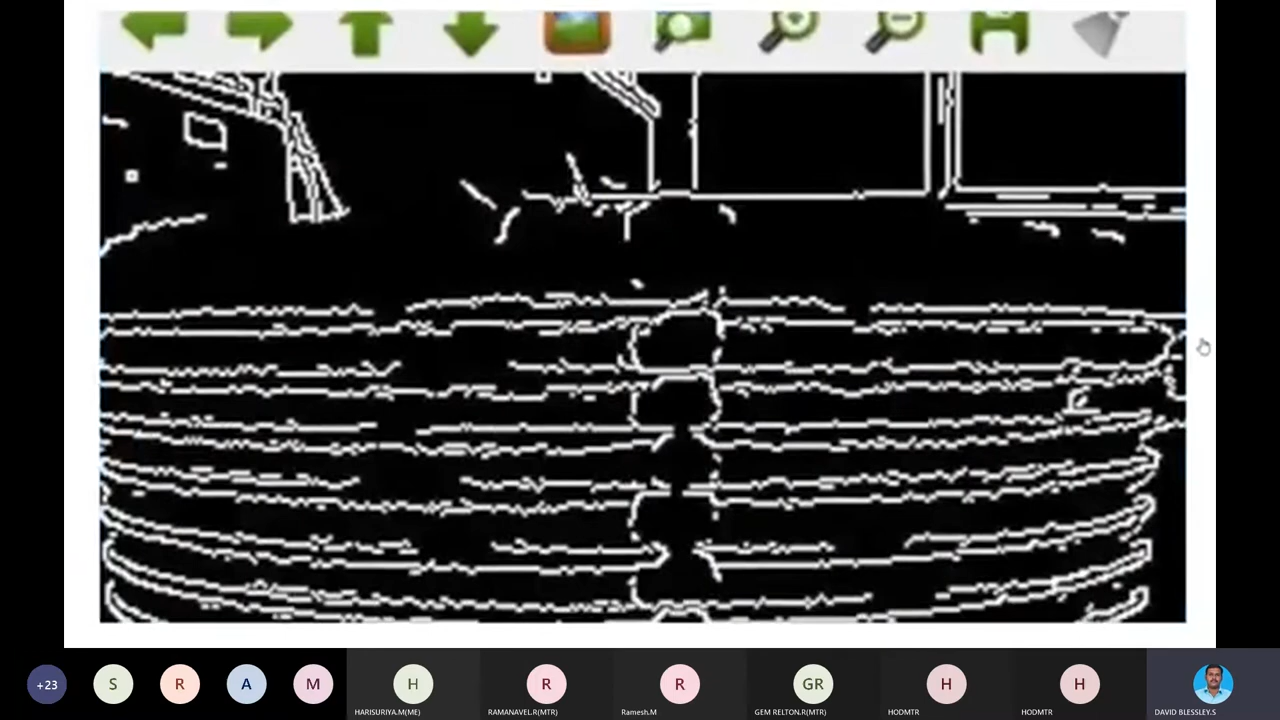 +23 S R A M H R R GR H H
HARISURIYA.M(ME) RAMANAVEL.R(MTR) Ramesh.M GEM RELTON.R(MTR) HODMTR HODMTR DAVID BLESSLEY.S